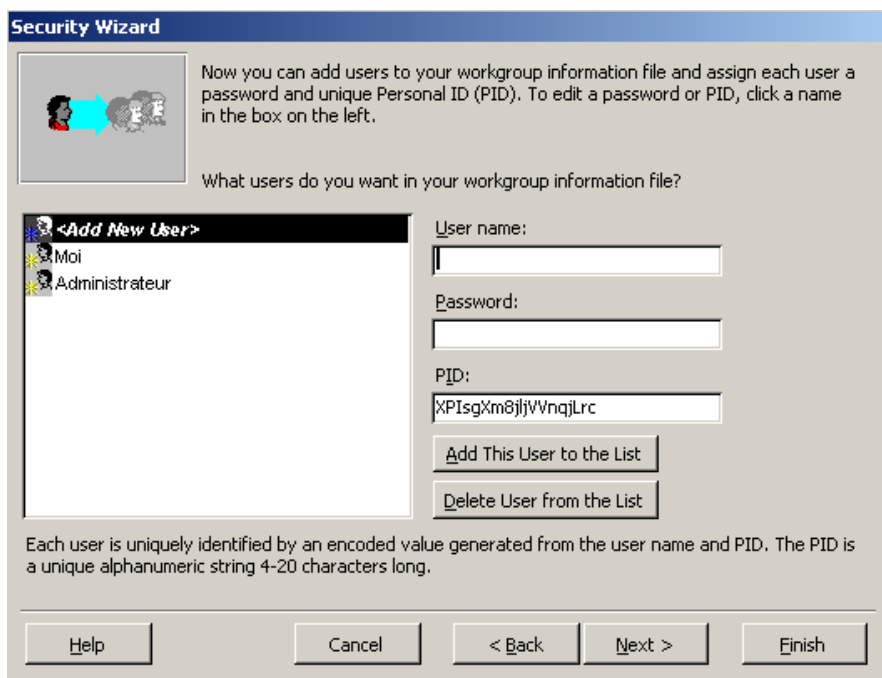 Security Wizard
Now you can add users to your workgroup information file and assign each user a
password and unique Personal ID (PID). To edit a password or PID, click a name
in the box on the left.
What users do you want in your workgroup information file?
<Add New User>
Moi
Administrateur
User name:
Password:
PID:
XPIsgXm8jljVVnqjLrc
Add This User to the List
Delete User from the List
Each user is uniquely identified by an encoded value generated from the user name and PID. The PID is
a unique alphanumeric string 4-20 characters long.
Help
Cancel
< Back
Next >
Finish